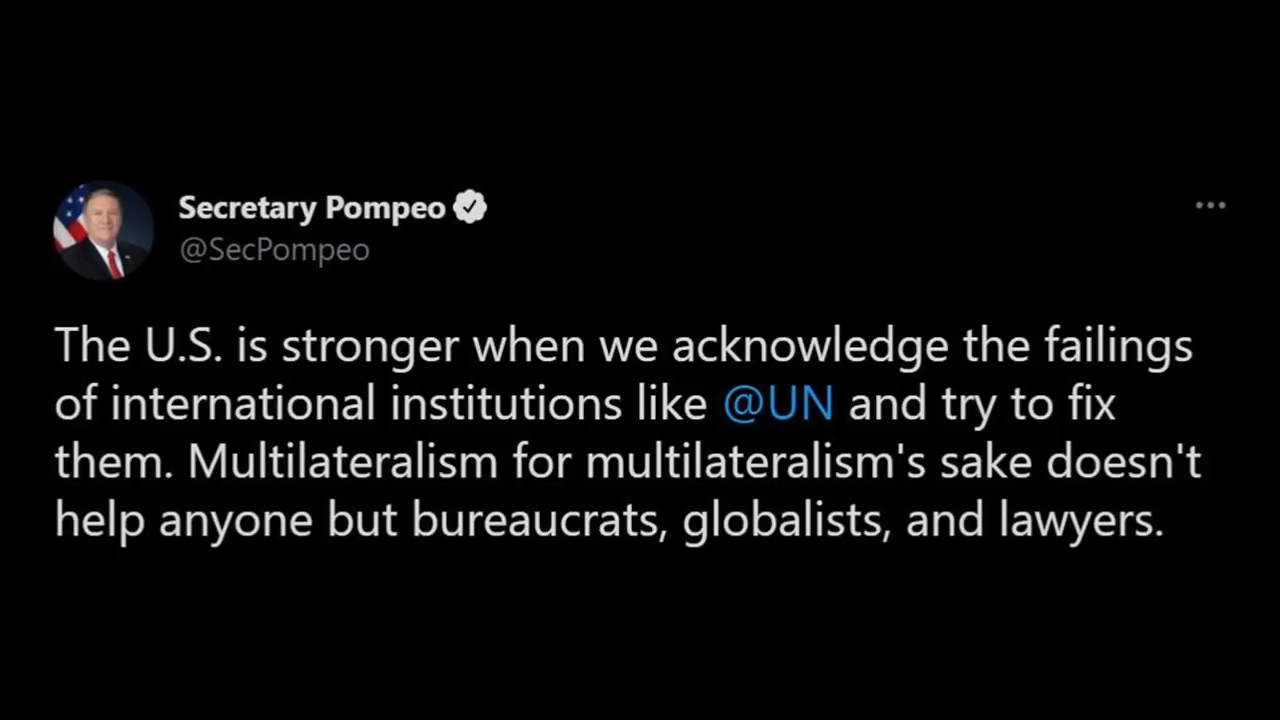 Secretary Pompeo
@SecPompeo
The U.S. is stronger when we acknowledge the failings
of international institutions like @UN and try to fix
them. Multilateralism for multilateralism's sake doesn't
help anyone but bureaucrats, globalists, and lawyers.